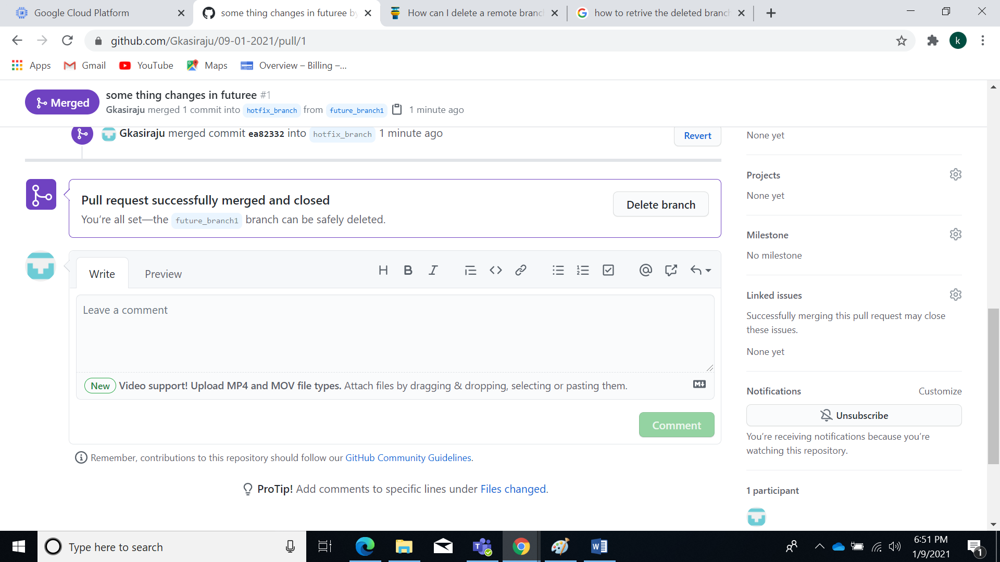 Google Cloud Platform
some thing changes in futuree by
How can I delete a remote branch
how to retrive the deleted branch
github.com/Gkasiraju/09-01-2021/pull/1
k
Apps
Gmail
YouTube
Maps
Overview – Billing –...
Merged
some thing changes in futuree #1
Gkasiraju merged 1 commit into hotfix_branch from future_branch1 1 minute ago
Gkasiraju merged commit ea82332 into hotfix_branch 1 minute ago
Revert
Pull request successfully merged and closed
You're all set—the future_branch1 branch can be safely deleted.
Delete branch
Write
Preview
Leave a comment
New Video support! Upload MP4 and MOV file types. Attach files by dragging & dropping, selecting or pasting them.
Comment
Remember, contributions to this repository should follow our GitHub Community Guidelines.
ProTip! Add comments to specific lines under Files changed.
None yet
Projects
None yet
Milestone
No milestone
Linked issues
Successfully merging this pull request may close
these issues.
None yet
Notifications
Customize
Unsubscribe
You're receiving notifications because you're
watching this repository.
1 participant
Type here to search
6:51 PM
1/9/2021
1